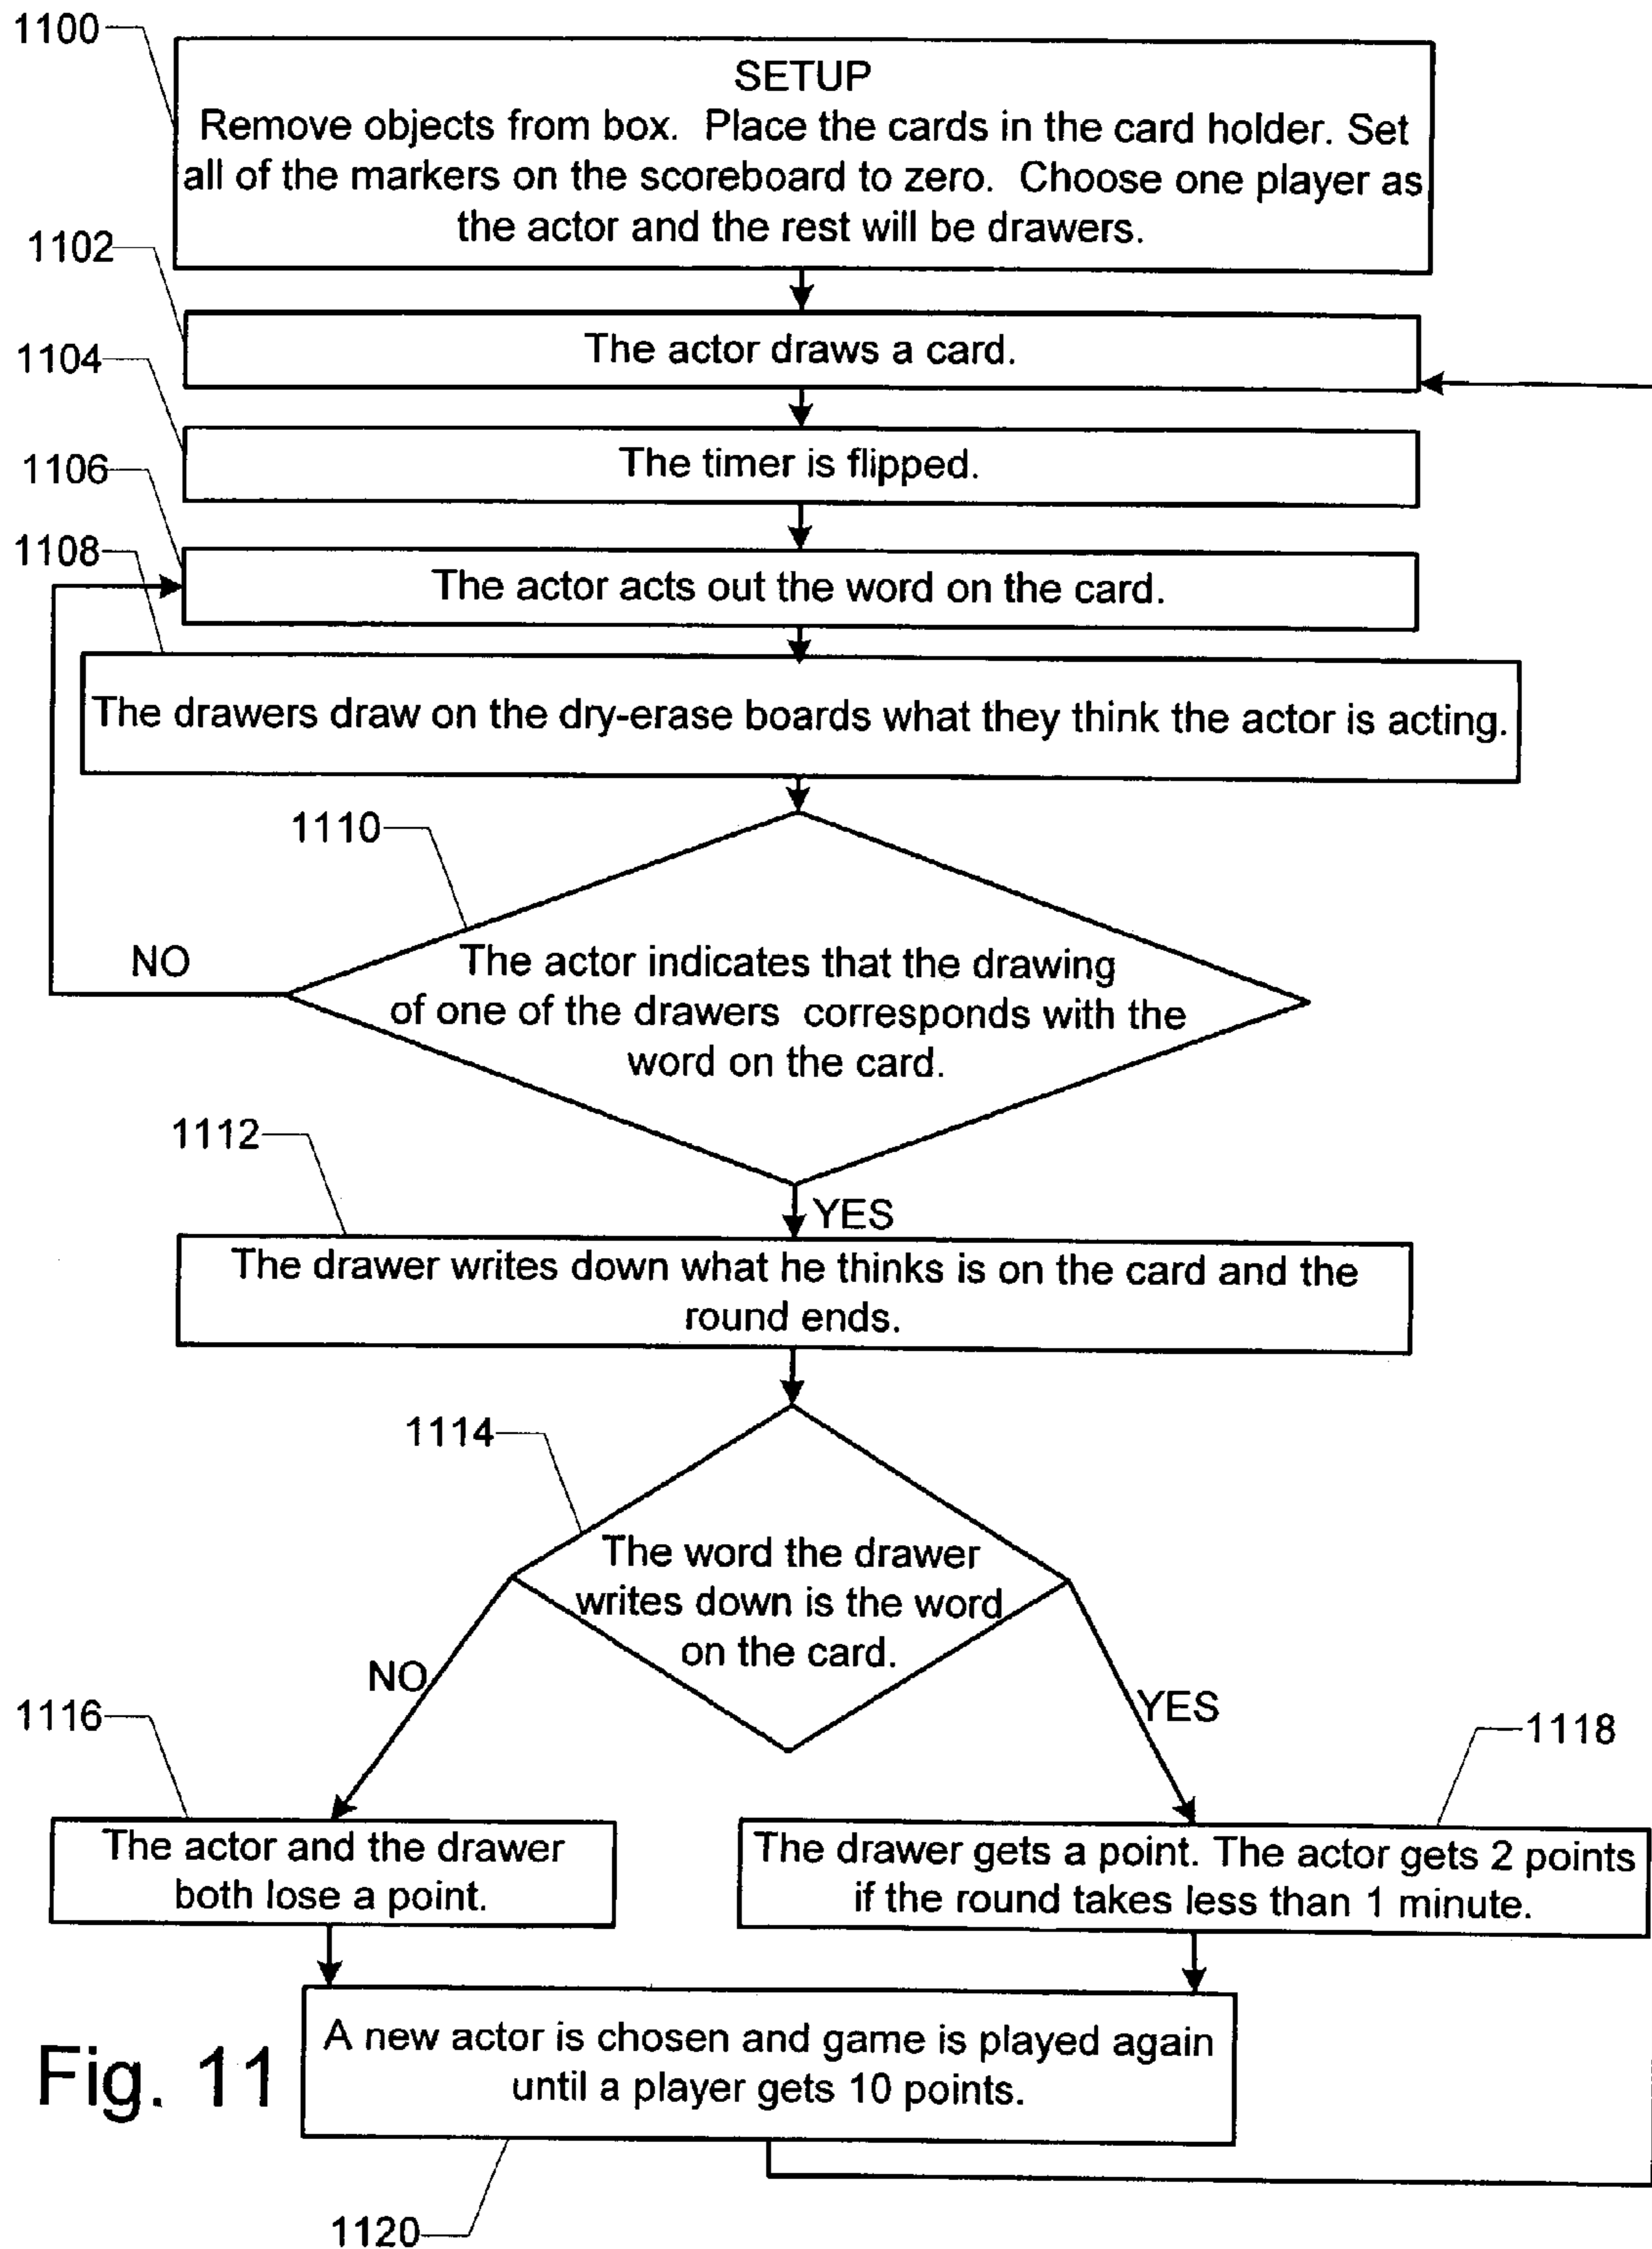 1100
SETUP
Remove objects from box. Place the cards in the card holder. Set
all of the markers on the scoreboard to zero. Choose one player as
the actor and the rest will be drawers.
1102
The actor draws a card.
1104
The timer is flipped.
1106
The actor acts out the word on the card.
1108
The drawers draw on the dry-erase boards what they think the actor is acting.
1110
The actor indicates that the drawing
of one of the drawers corresponds with the
word on the card.
NO
YES
1112
The drawer writes down what he thinks is on the card and the
round ends.
1114
The word the drawer
writes down is the word
on the card.
NO
YES
1116
The actor and the drawer
both lose a point.
1118
The drawer gets a point. The actor gets 2 points
if the round takes less than 1 minute.
A new actor is chosen and game is played again
until a player gets 10 points.
Fig. 11
1120